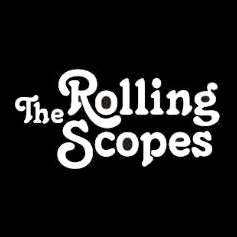 The Rolling
Scopes